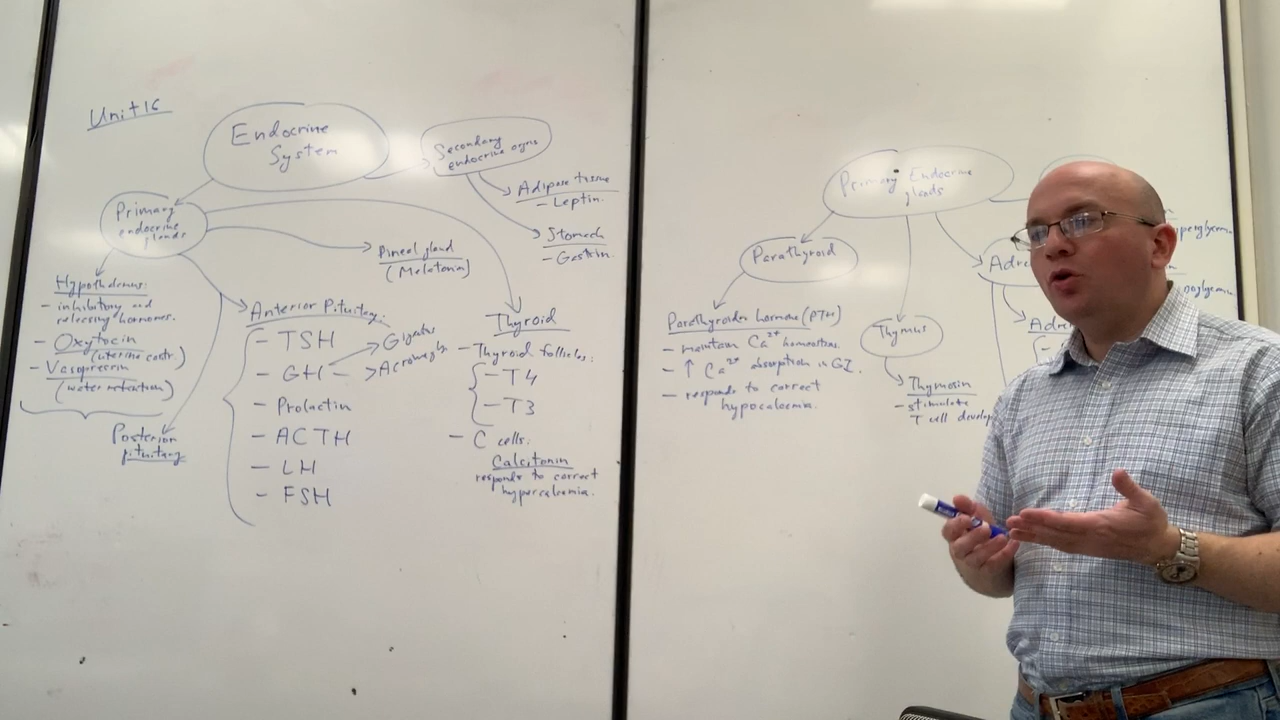 Unit 16
Endocrine
System
Secondary
endocrine orgns
Adipose tissue
- Leptin.
Stomach
- Gastrin.
Primary
endocrine
glands
Pineal gland
(Melatonin)
Hypothalamus:
- inhibitory and
releasing hormones.
- Oxytocin
(uterine contr.)
- Vasopressin
(water retention)
Posterior
pituitary
Anterior Pituitary:
- TSH
- GH - > Gigantis
> Acromegaly
- Prolactin
- ACTH
- LH
- FSH
Thyroid
- Thyroid follicles:
- T4
- T3
- C cells:
Calcitonin
responds to correct
hypercalcemia.
Primary Endocrine
glands
Parathyroid
Parathyroid hormone (PTH)
- maintain Ca2+ homeostasis
- ↑ Ca2+ absorption in GI.
- responds to correct
hypocalcemia.
Thymus
Thymosin
- stimulate
T cell develop
Adre
Adre